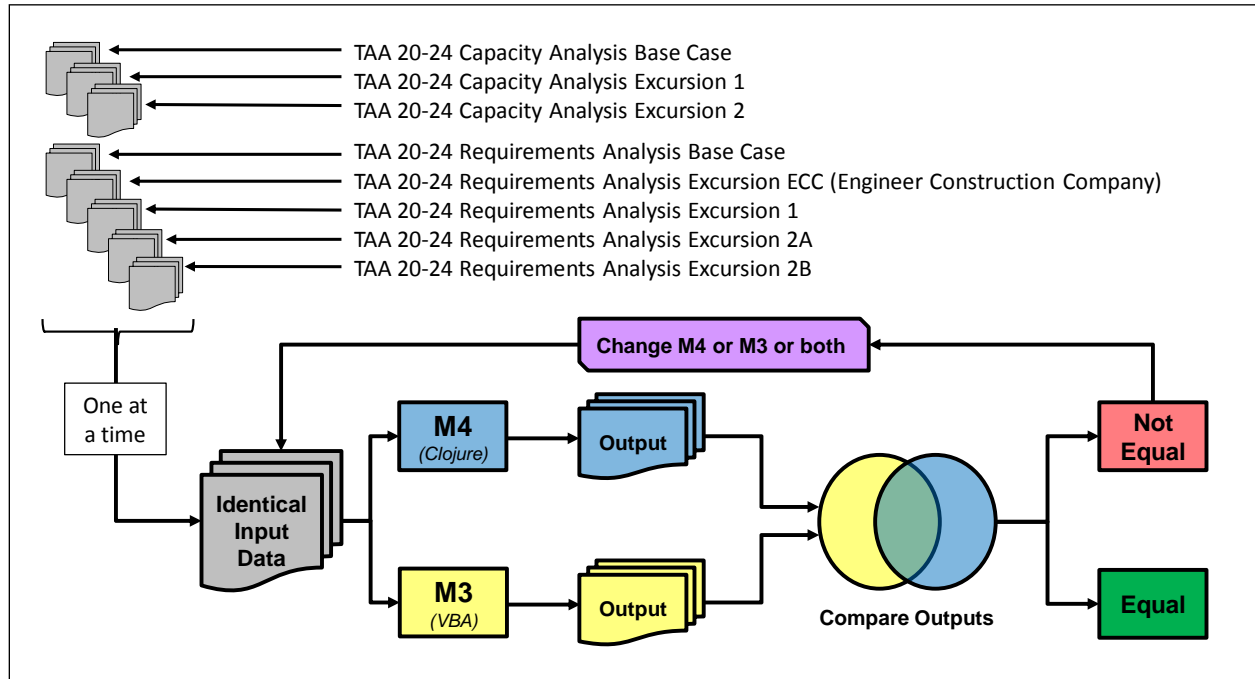 TAA 20-24 Capacity Analysis Base Case
TAA 20-24 Capacity Analysis Excursion 1
TAA 20-24 Capacity Analysis Excursion 2
TAA 20-24 Requirements Analysis Base Case
TAA 20-24 Requirements Analysis Excursion ECC (Engineer Construction Company)
TAA 20-24 Requirements Analysis Excursion 1
TAA 20-24 Requirements Analysis Excursion 2A
TAA 20-24 Requirements Analysis Excursion 2B
Change M4 or M3 or both
One at
a time
Identical
Input
Data
M4
(Clojure)
Output
M3
(VBA)
Output
Compare Outputs
Not
Equal
Equal